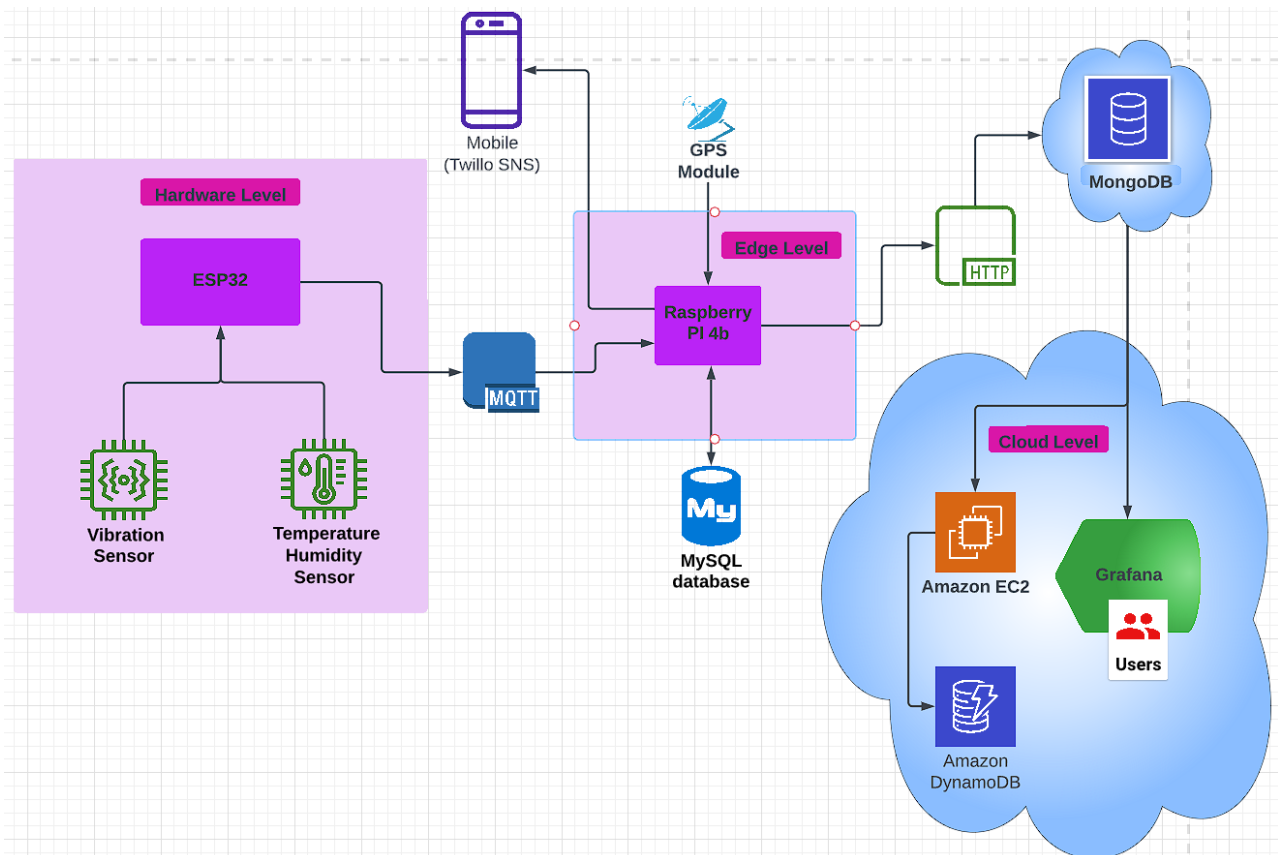 Mobile
(Twillo SNS)
GPS
Module
MongoDB
Hardware Level
ESP32
Edge Level
Raspberry
PI 4b
HTTP
MQTT
Vibration
Sensor
Temperature
Humidity
Sensor
My
MySQL
database
Cloud Level
Amazon EC2
Grafana
Users
Amazon
DynamoDB